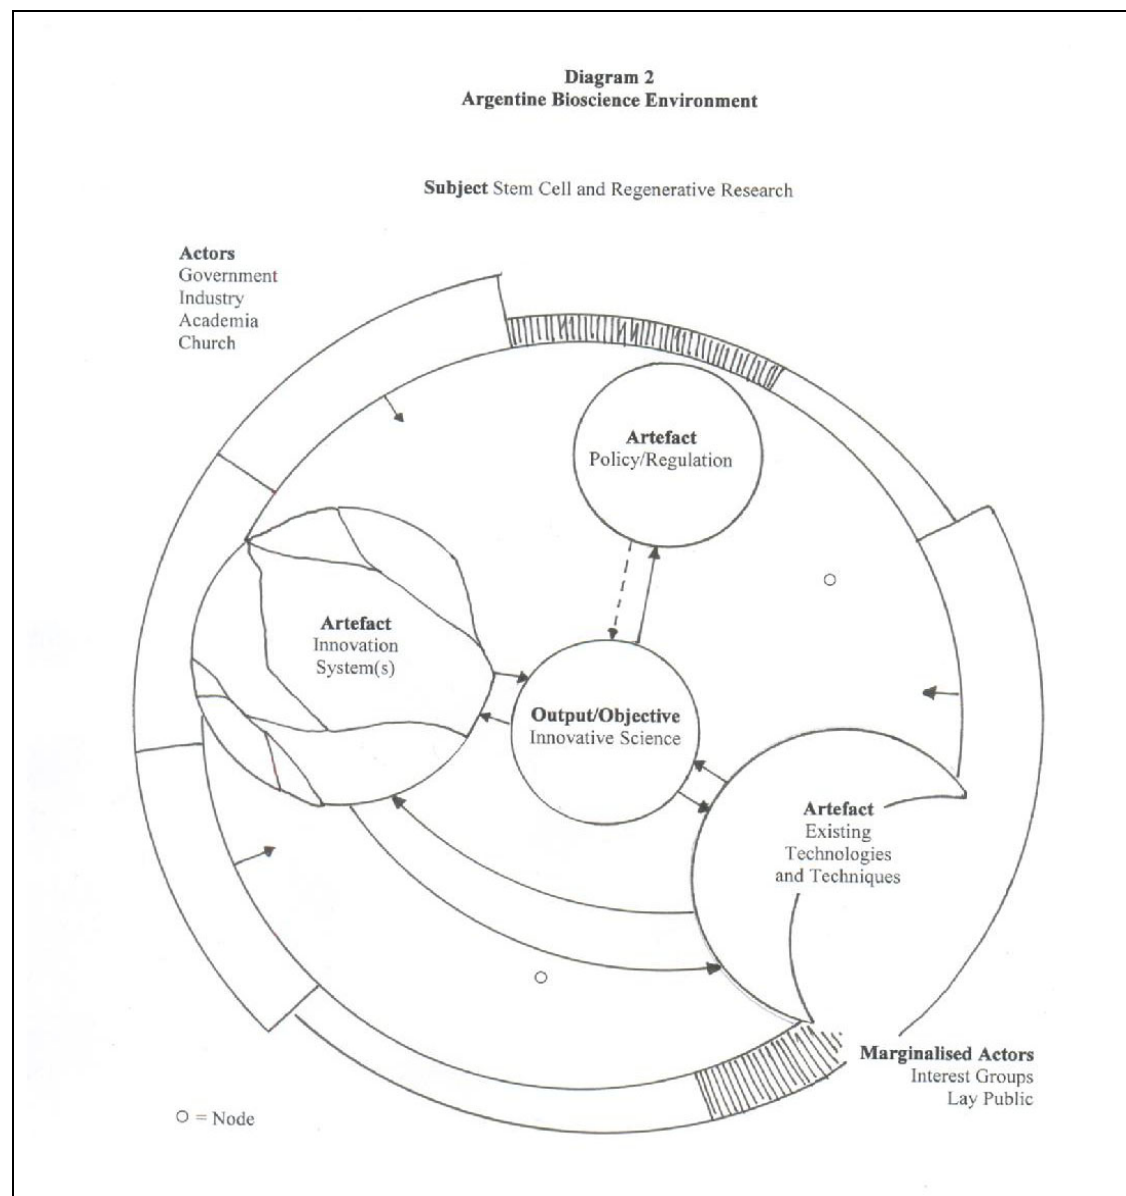 Diagram 2
Argentine Bioscience Environment
Subject Stem Cell and Regenerative Research
Actors
Government
Industry
Academia
Church
Artefact
Policy/Regulation
Artefact
Innovation
System(s)
Output/Objective
Innovative Science
Artefact
Existing
Technologies
and Techniques
Marginalised Actors
Interest Groups
Lay Public
O = Node